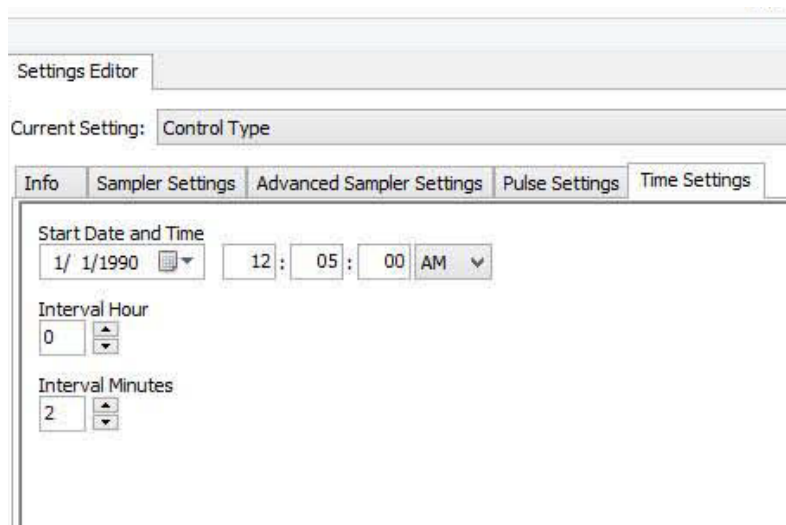 Settings Editor
Current Setting: Control Type
Info Sampler Settings Advanced Sampler Settings Pulse Settings Time Settings
Start Date and Time
1/ 1/1990 12 : 05 : 00 AM
Interval Hour
0
Interval Minutes
2